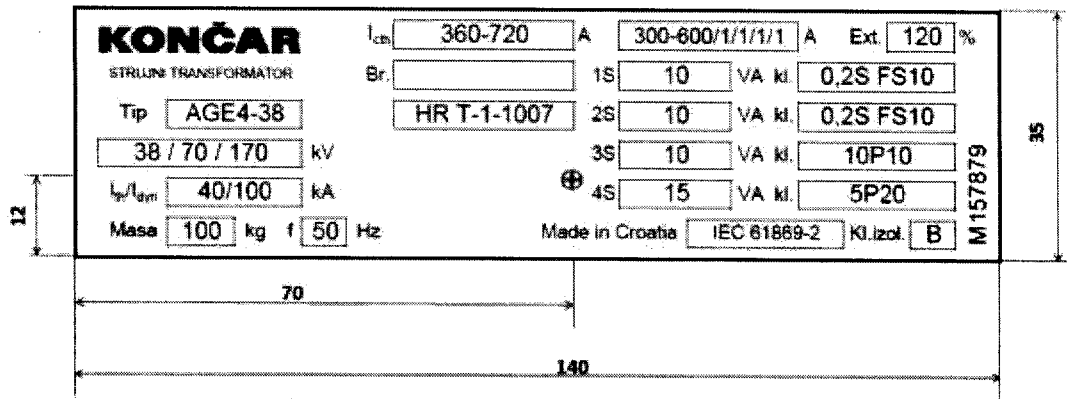 KONČAR
STRUJNI TRANSFORMATOR
Tip AGE4-38
38 / 70 / 170 kV
Ith/Idyn 40/100 kA
Masa 100 kg f 50 Hz
Icth 360-720 A 300-600/1/1/1/1 A Ext. 120 %
Br. 1S 10 VA kl. 0,2S FS10
HR T-1-1007 2S 10 VA kl. 0,2S FS10
3S 10 VA kl. 10P10
4S 15 VA kl. 5P20
Made in Croatia IEC 61869-2 Kl.izol. B
M157879
35
12
70
140